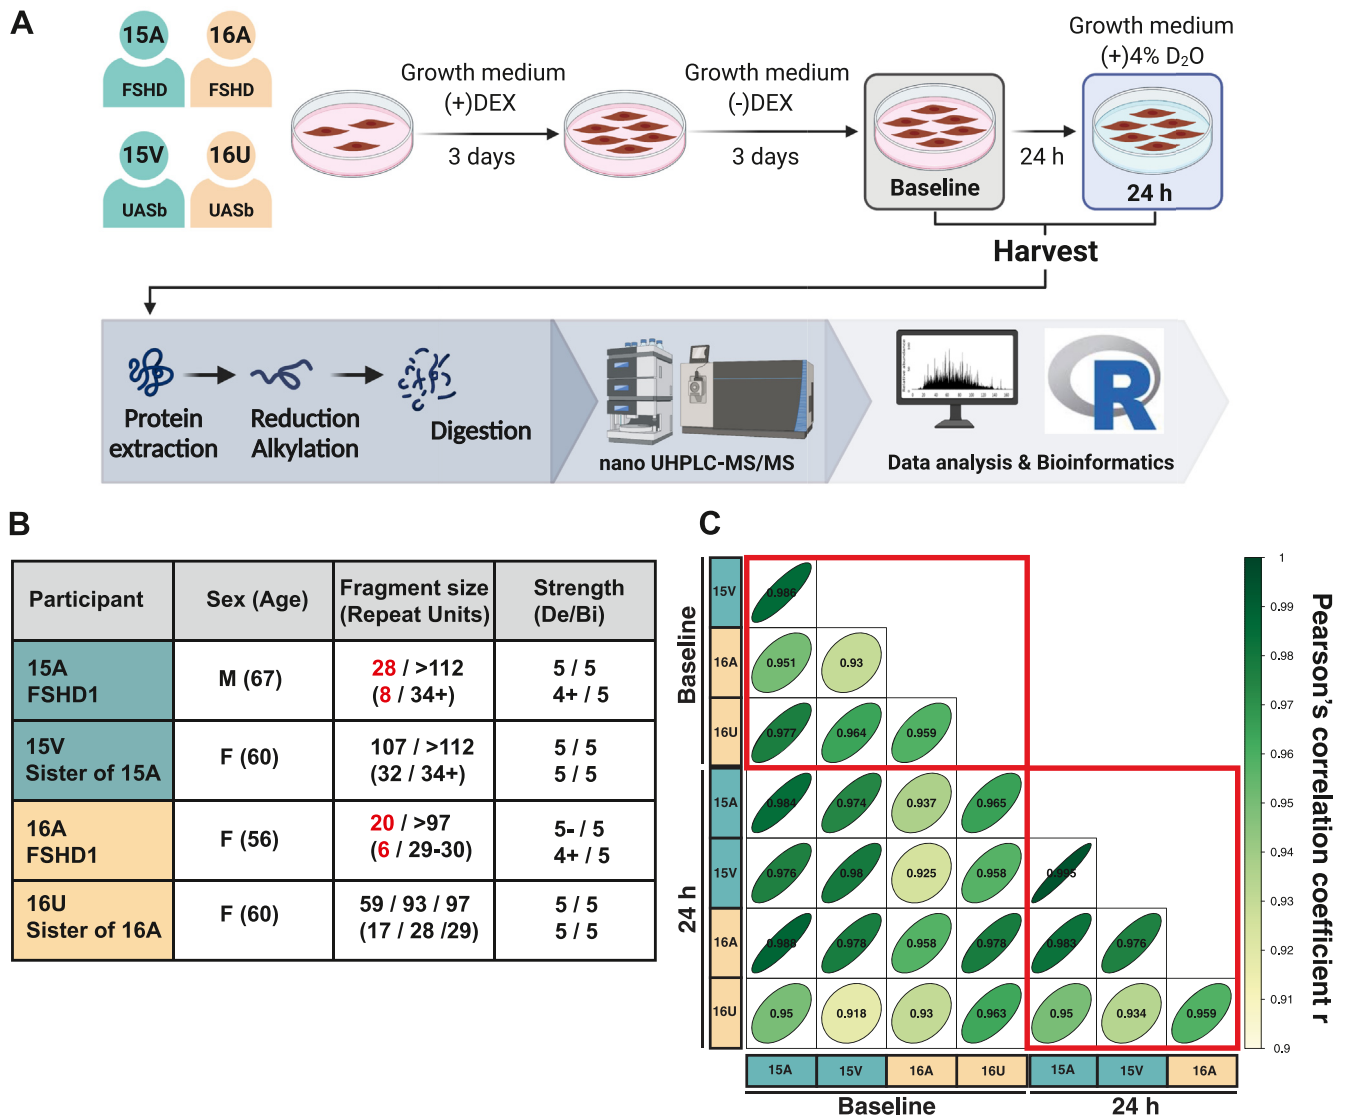 A
15A
FSHD
16A
FSHD
15V
UASb
16U
UASb
Growth medium
(+)DEX
3 days
Growth medium
(-)DEX
3 days
Baseline
24 h
Growth medium
(+)4% D₂O
24 h
Harvest
Protein
extraction
Reduction
Alkylation
Digestion
nano UHPLC-MS/MS
R
Data analysis & Bioinformatics
B
Participant Sex (Age) Fragment size (Repeat Units) Strength (De/Bi)
15A M (67) 28 / >112 5 / 5
FSHD1 (8 / 34+) 4+ / 5
15V F (60) 107 / >112 5 / 5
Sister of 15A (32 / 34+) 5 / 5
16A F (56) 20 / >97 5- / 5
FSHD1 (6 / 29-30) 4+ / 5
16U F (60) 59 / 93 / 97 5 / 5
Sister of 16A (17 / 28 /29) 5 / 5
C
Baseline
15V 0.986
16A 0.951 0.93
16U 0.977 0.964 0.959
24 h
15A 0.984 0.974 0.937 0.965
15V 0.976 0.98 0.925 0.958 0.995
16A 0.988 0.978 0.958 0.978 0.983 0.976
16U 0.95 0.918 0.93 0.963 0.95 0.934 0.959
15A 15V 16A 16U 15A 15V 16A
Baseline 24 h
1
0.99
0.98
0.97
0.96
0.95
0.94
0.93
0.92
0.91
0.9
Pearson's correlation coefficient r